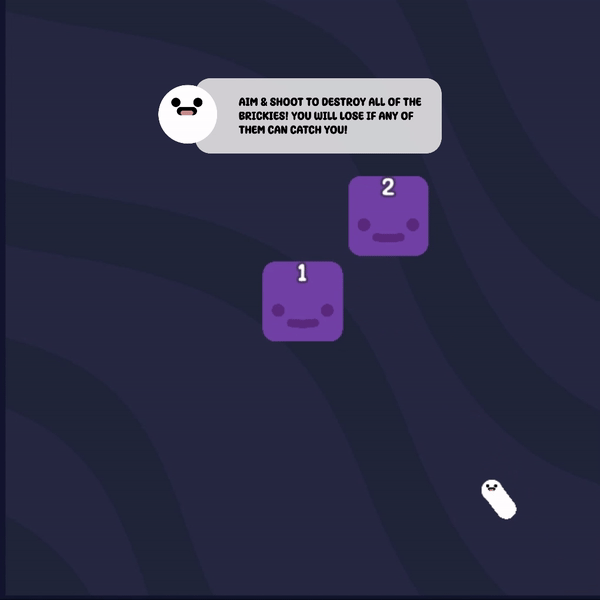 AIM & SHOOT TO DESTROY ALL OF THE
BRICKIES! YOU WILL LOSE IF ANY OF
THEM CAN CATCH YOU!
2
1